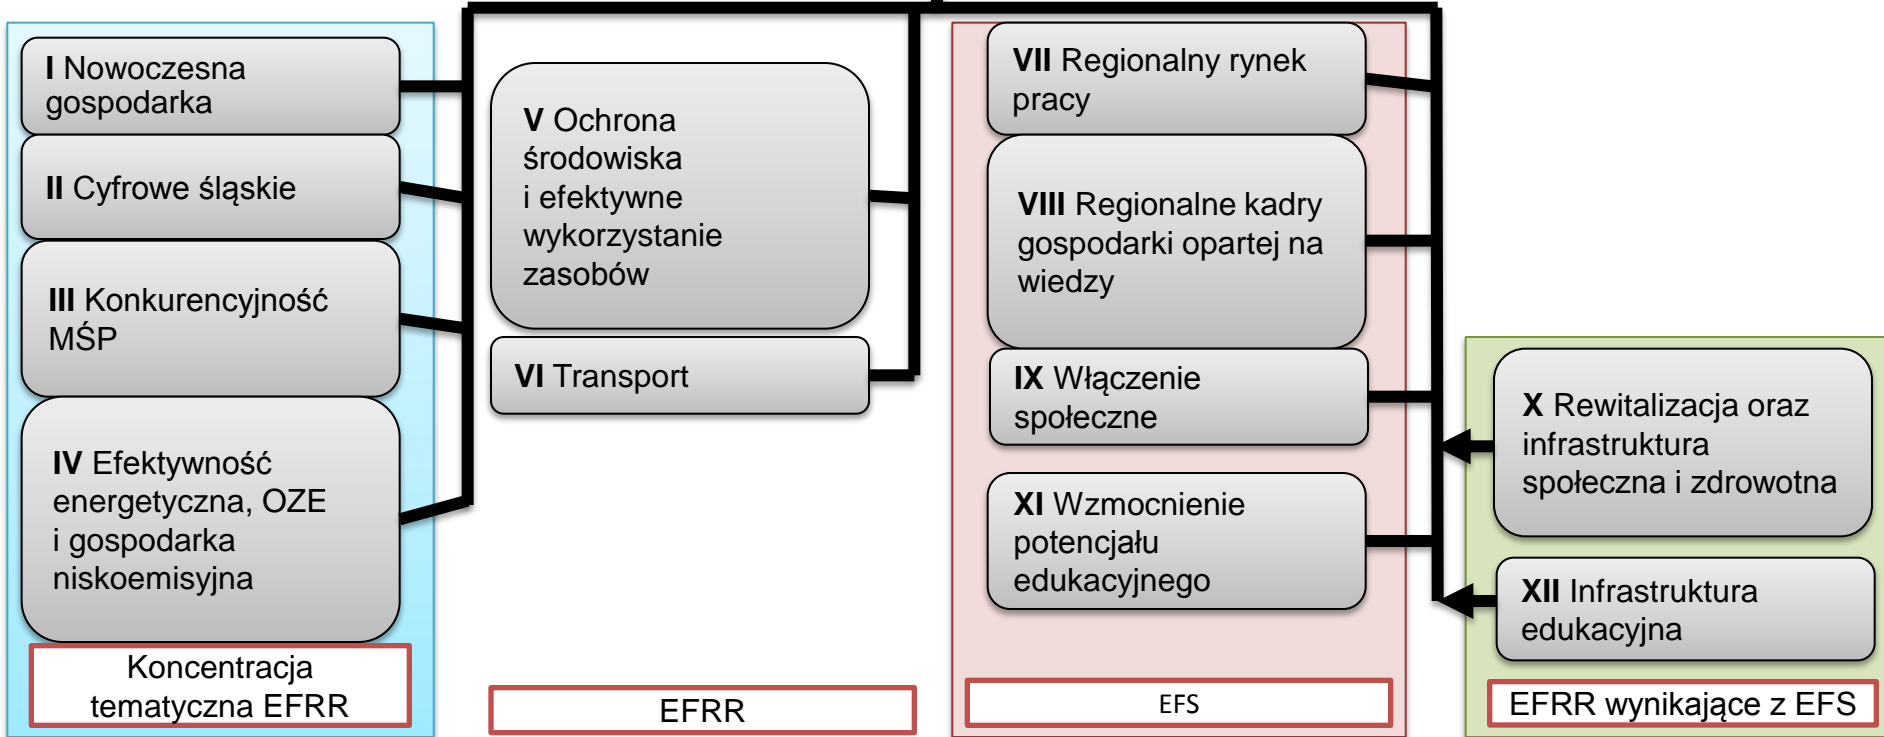 I Nowoczesna
gospodarka
II Cyfrowe śląskie
III Konkurencyjność
MŚP
IV Efektywność
energetyczna, OZE
i gospodarka
niskoemisyjna
Koncentracja
tematyczna EFRR
V Ochrona
środowiska
i efektywne
wykorzystanie
zasobów
VI Transport
EFRR
VII Regionalny rynek
pracy
VIII Regionalne kadry
gospodarki opartej na
wiedzy
IX Włączenie
społeczne
XI Wzmocnienie
potencjału
edukacyjnego
EFS
X Rewitalizacja oraz
infrastruktura
społeczna i zdrowotna
XII Infrastruktura
edukacyjna
EFRR wynikające z EFS